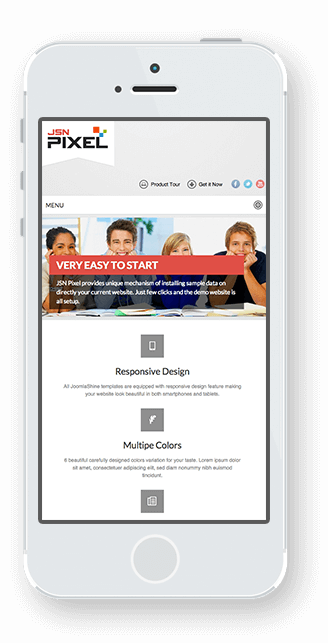 JSN
PIXEL
Product Tour Get it Now
MENU
VERY EASY TO START
JSN Pixel provides unique mechanism of installing sample data on
directly your current website. Just few clicks and the demo website is
all setup.
Responsive Design
All JoomlaShine templates are equipped with responsive design feature making
your website look beautiful in both smartphones and tablets.
Multipe Colors
6 beautiful carefully designed colors variation for your taste. Lorem ipsum dolor
sit amet, consectetuer adipiscing elit, sed diam nonummy nibh euismod
tincidunt.